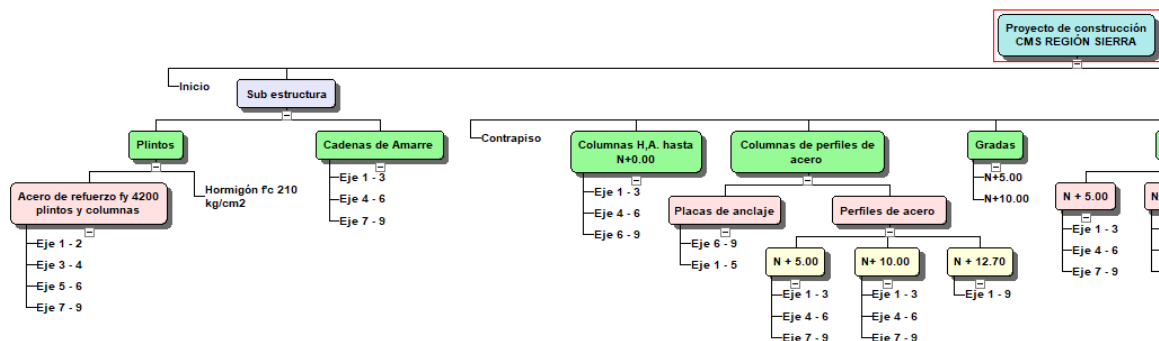 Proyecto de construcción
CMS REGIÓN SIERRA
Inicio
Sub estructura
Plintos
Acero de refuerzo fy 4200
plintos y columnas
Eje 1 - 2
Eje 3 - 4
Eje 5 - 6
Eje 7 - 9
Hormigón f'c 210
kg/cm2
Cadenas de Amarre
Eje 1 - 3
Eje 4 - 6
Eje 7 - 9
Contrapiso
Columnas H,A. hasta
N+0.00
Eje 1 - 3
Eje 4 - 6
Eje 6 - 9
Columnas de perfiles de
acero
Placas de anclaje
Eje 6 - 9
Eje 1 - 5
Perfiles de acero
N + 5.00
Eje 1 - 3
Eje 4 - 6
Eje 7 - 9
N+ 10.00
Eje 1 - 3
Eje 4 - 6
Eje 7 - 9
N + 12.70
Eje 1 - 9
Gradas
N+5.00
N+10.00
N + 5.00
Eje 1 - 3
Eje 4 - 6
Eje 7 - 9
N